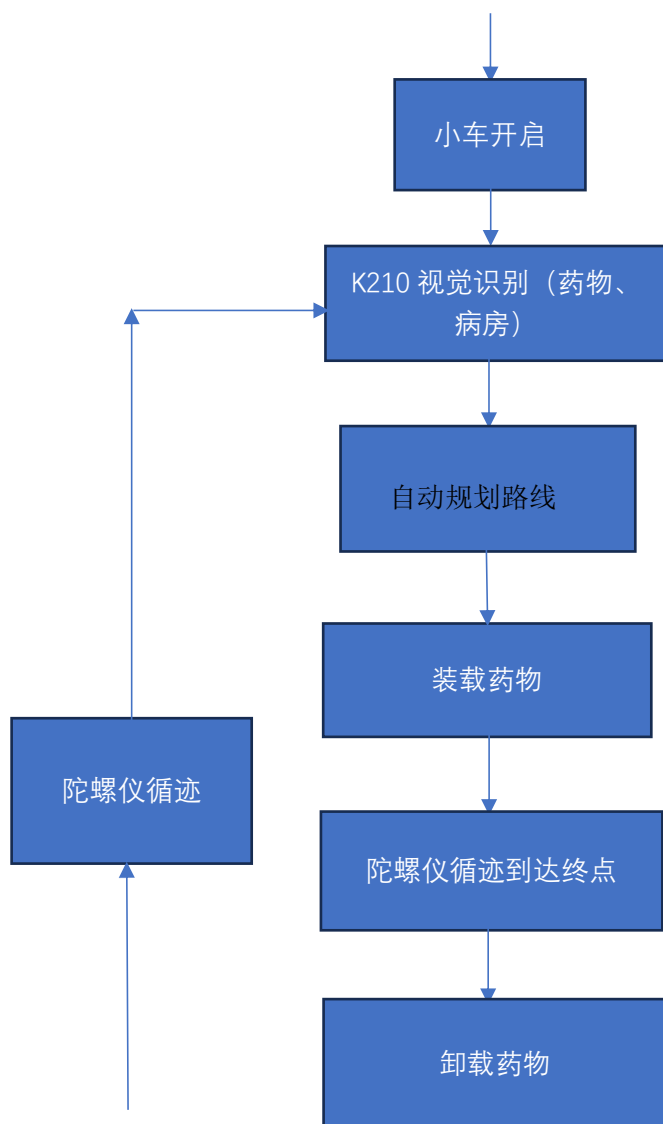 小车开启
K210 视觉识别（药物、
病房）
自动规划路线
装载药物
陀螺仪循迹
陀螺仪循迹到达终点
卸载药物